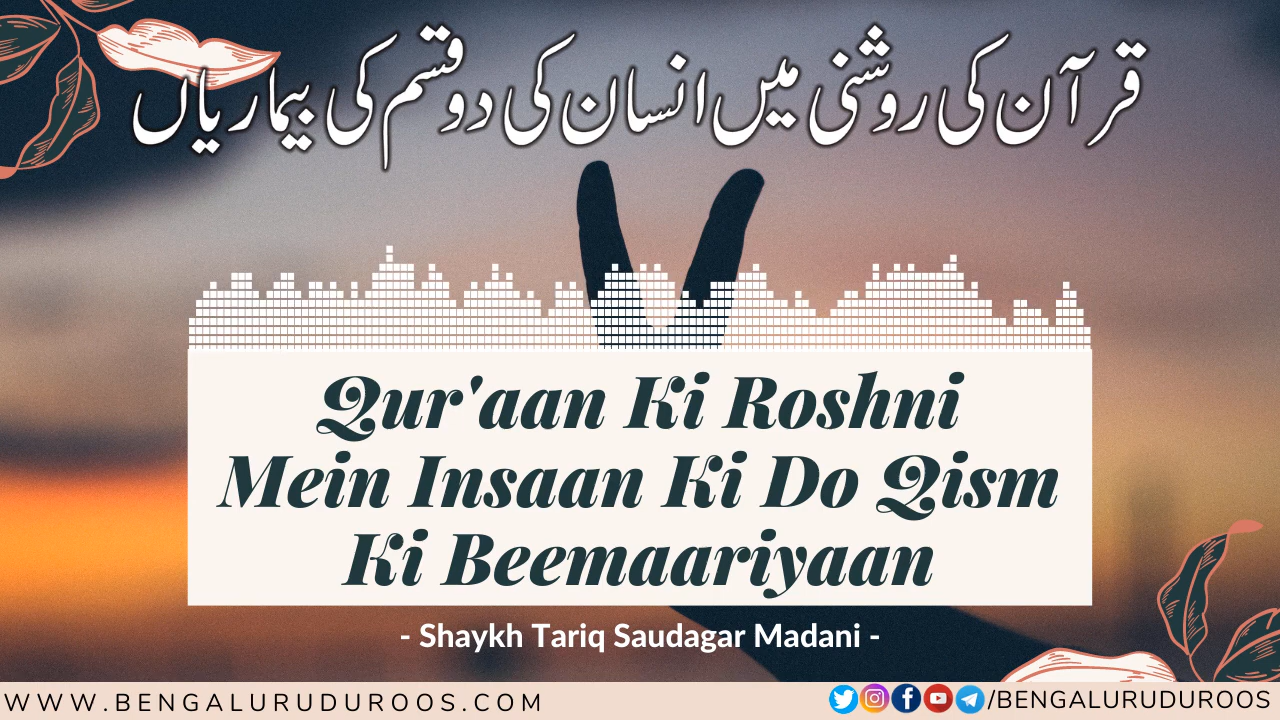 قرآن کی روشنی میں انسان کی دو قسم کی بیماریاں
Qur'aan Ki Roshni
Mein Insaan Ki Do Qism
Ki Beemaariyaan
- Shaykh Tariq Saudagar Madani -
WWW.BENGALURUDUROOS.COM
/BENGALURUDUROOS